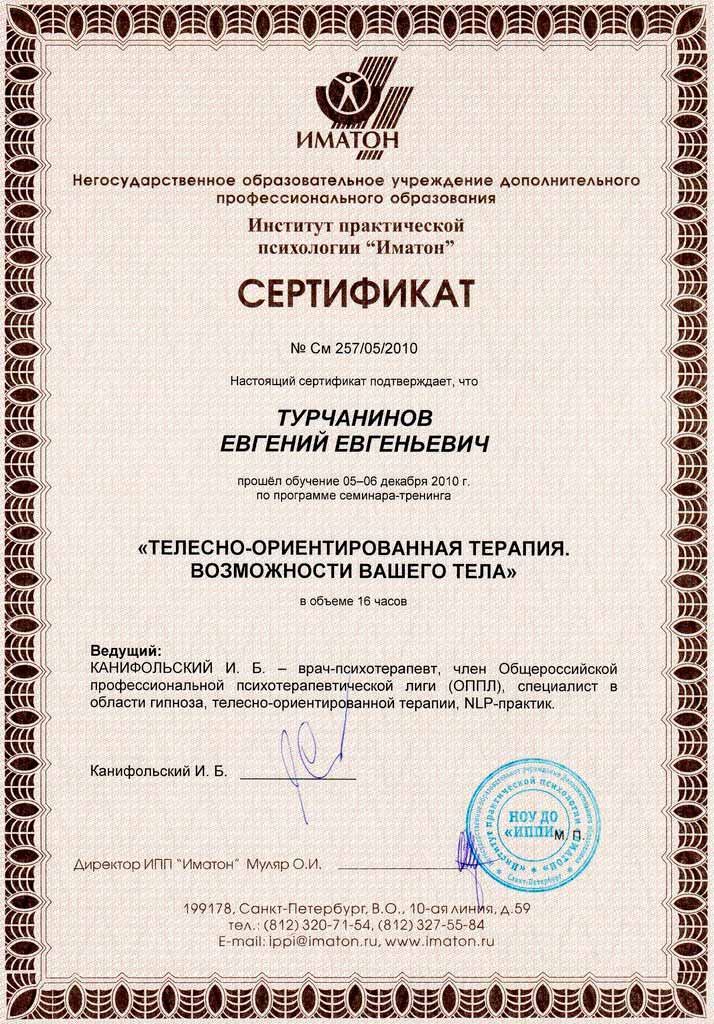 ИМАТОН
Негосударственное образовательное учреждение дополнительного
профессионального образования
Институт практической
психологии “Иматон”
СЕРТИФИКАТ
№ См 257/05/2010
Настоящий сертификат подтверждает, что
ТУРЧАНИНОВ
ЕВГЕНИЙ ЕВГЕНЬЕВИЧ
прошёл обучение 05–06 декабря 2010 г.
по программе семинара-тренинга
«ТЕЛЕСНО-ОРИЕНТИРОВАННАЯ ТЕРАПИЯ.
ВОЗМОЖНОСТИ ВАШЕГО ТЕЛА»
в объеме 16 часов
Ведущий:
КАНИФОЛЬСКИЙ И. Б. – врач-психотерапевт, член Общероссийской
профессиональной психотерапевтической лиги (ОППЛ), специалист в
области гипноза, телесно-ориентированной терапии, NLP-практик.
Канифольский И. Б.
НОУ ДО
«ИППИ
М. П.
«Институт практической психологии Иматон»
Санкт-Петербург
Директор ИПП “Иматон” Муляр О.И.
199178, Санкт-Петербург, В.О., 10-ая линия, д.59
тел.: (812) 320-71-54, (812) 327-55-84
E-mail: ippi@imaton.ru, www.imaton.ru